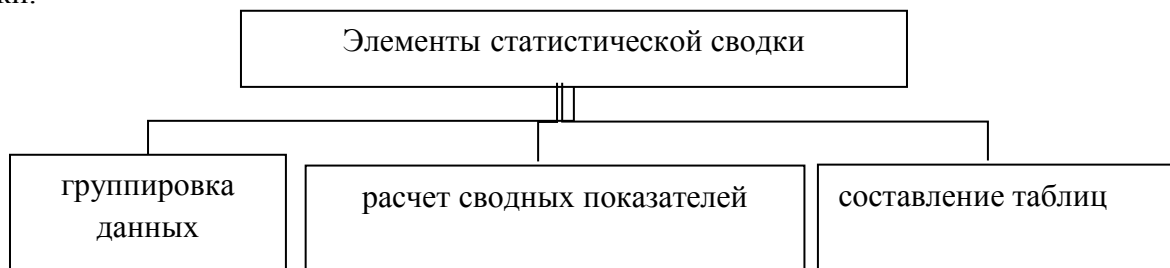 Элементы статистической сводки
группировка
данных
расчет сводных показателей
составление таблиц